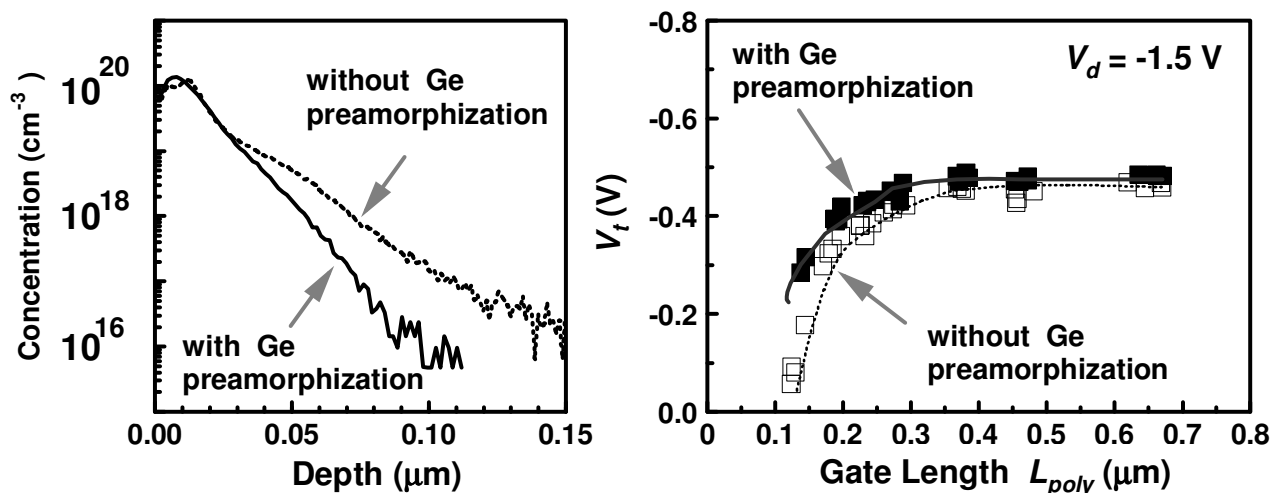 Concentration (cm⁻³)
10²⁰
10¹⁸
10¹⁶
without Ge
preamorphization
with Ge
preamorphization
0.00 0.05 0.10 0.15
Depth (μm)
Vₜ (V)
-0.8
-0.6
-0.4
-0.2
0.0
with Ge
preamorphization
V_d = -1.5 V
without Ge
preamorphization
0 0.1 0.2 0.3 0.4 0.5 0.6 0.7 0.8
Gate Length L_poly (μm)